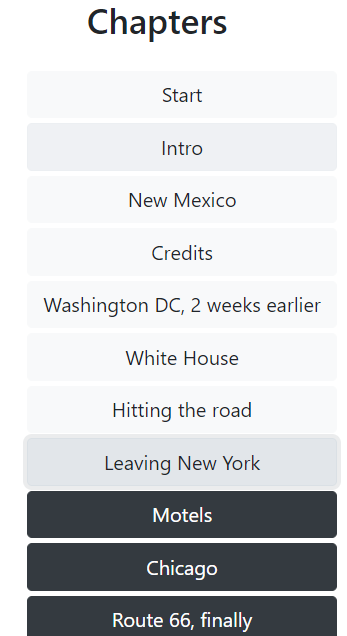 Chapters
Start
Intro
New Mexico
Credits
Washington DC, 2 weeks earlier
White House
Hitting the road
Leaving New York
Motels
Chicago
Route 66, finally